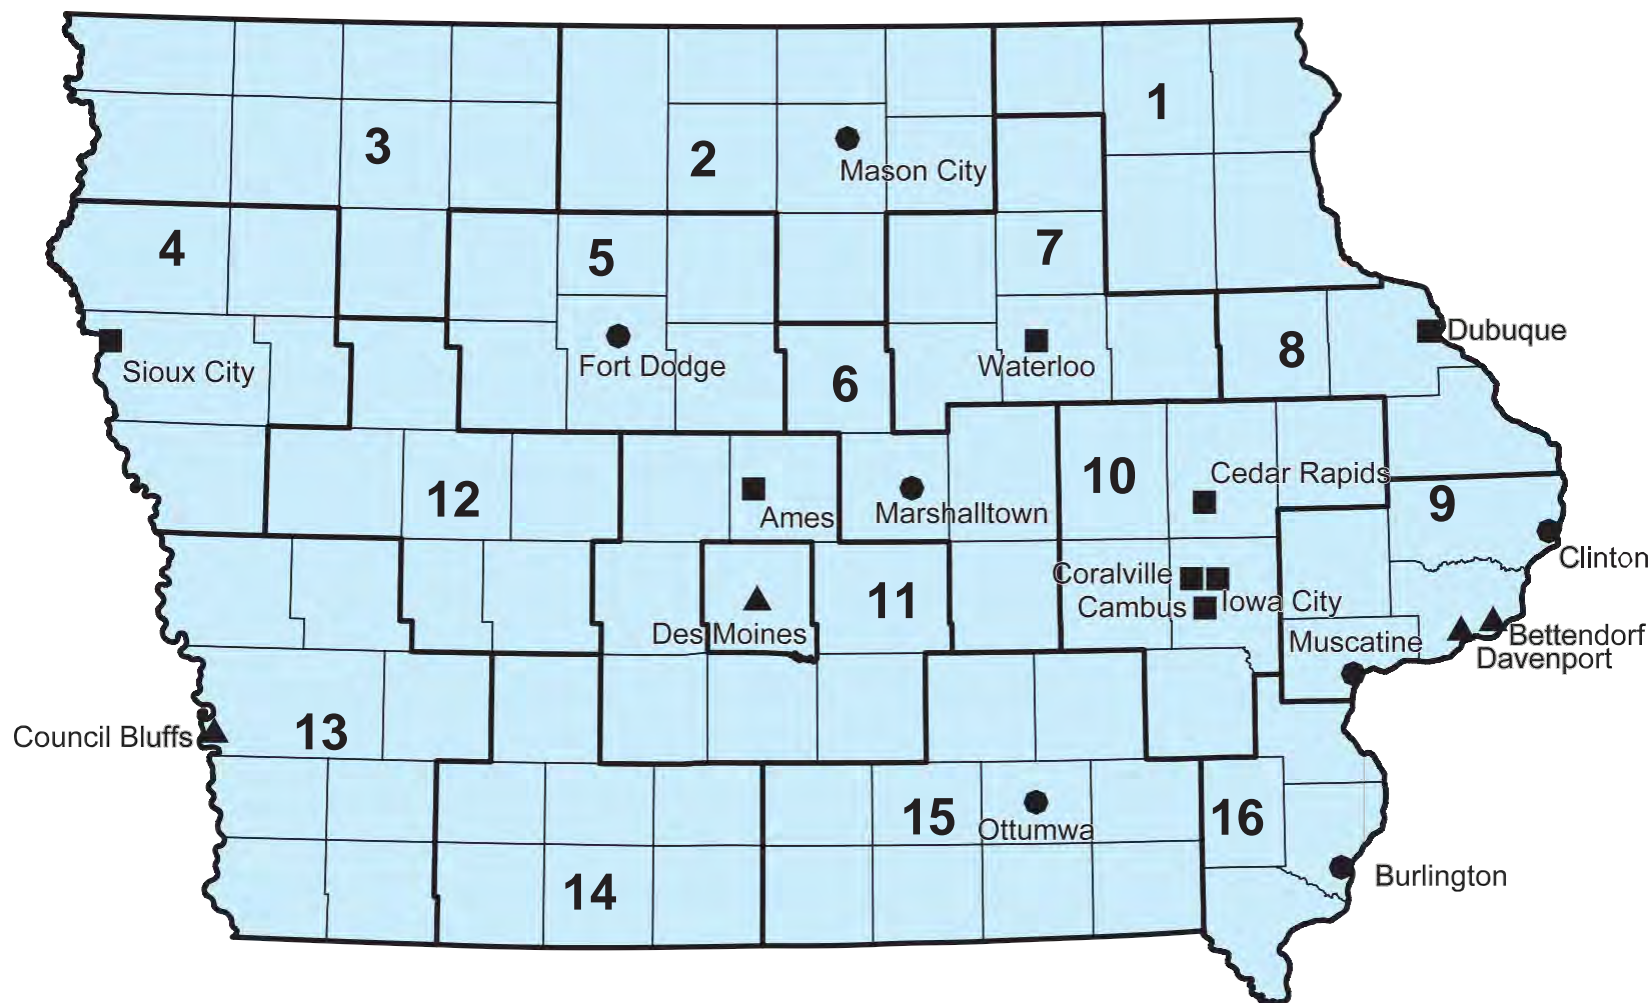 1
3
2
Mason City
4
5
7
Sioux City
Fort Dodge
Waterloo
8
Dubuque
6
12
Ames
Marshalltown
10
Cedar Rapids
9
Clinton
Coralville
Cambus
Iowa City
11
Des Moines
Muscatine
Bettendorf
Davenport
Council Bluffs
13
15
Ottumwa
16
14
Burlington